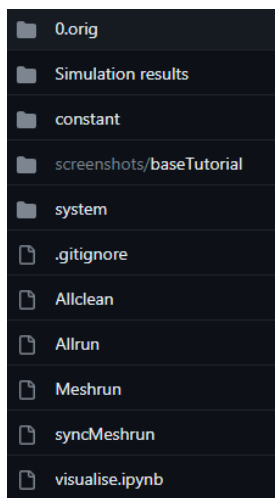 0.orig
Simulation results
constant
screenshots/baseTutorial
system
.gitignore
Allclean
Allrun
Meshrun
syncMeshrun
visualise.ipynb